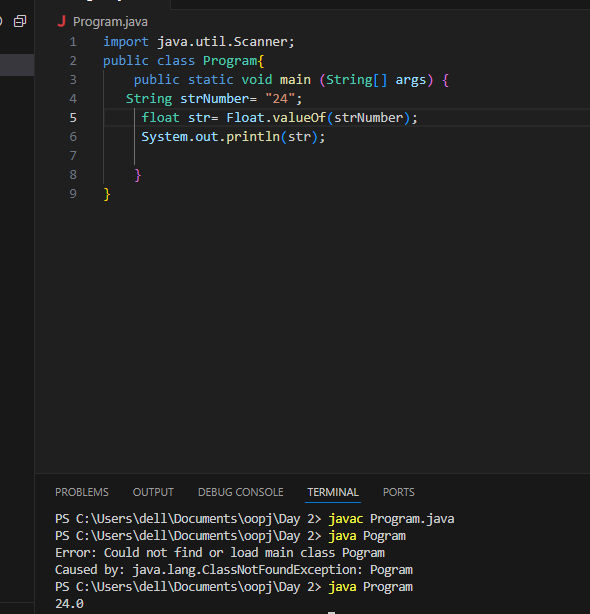 J Program.java
1 import java.util.Scanner;
2 public class Program{
3 public static void main (String[] args) {
4 String strNumber= "24";
5 float str= Float.valueOf(strNumber);
6 System.out.println(str);
7
8 }
9 }
PROBLEMS OUTPUT DEBUG CONSOLE TERMINAL PORTS
PS C:\Users\dell\Documents\oopj\Day 2> javac Program.java
PS C:\Users\dell\Documents\oopj\Day 2> java Pogram
Error: Could not find or load main class Pogram
Caused by: java.lang.ClassNotFoundException: Pogram
PS C:\Users\dell\Documents\oopj\Day 2> java Program
24.0